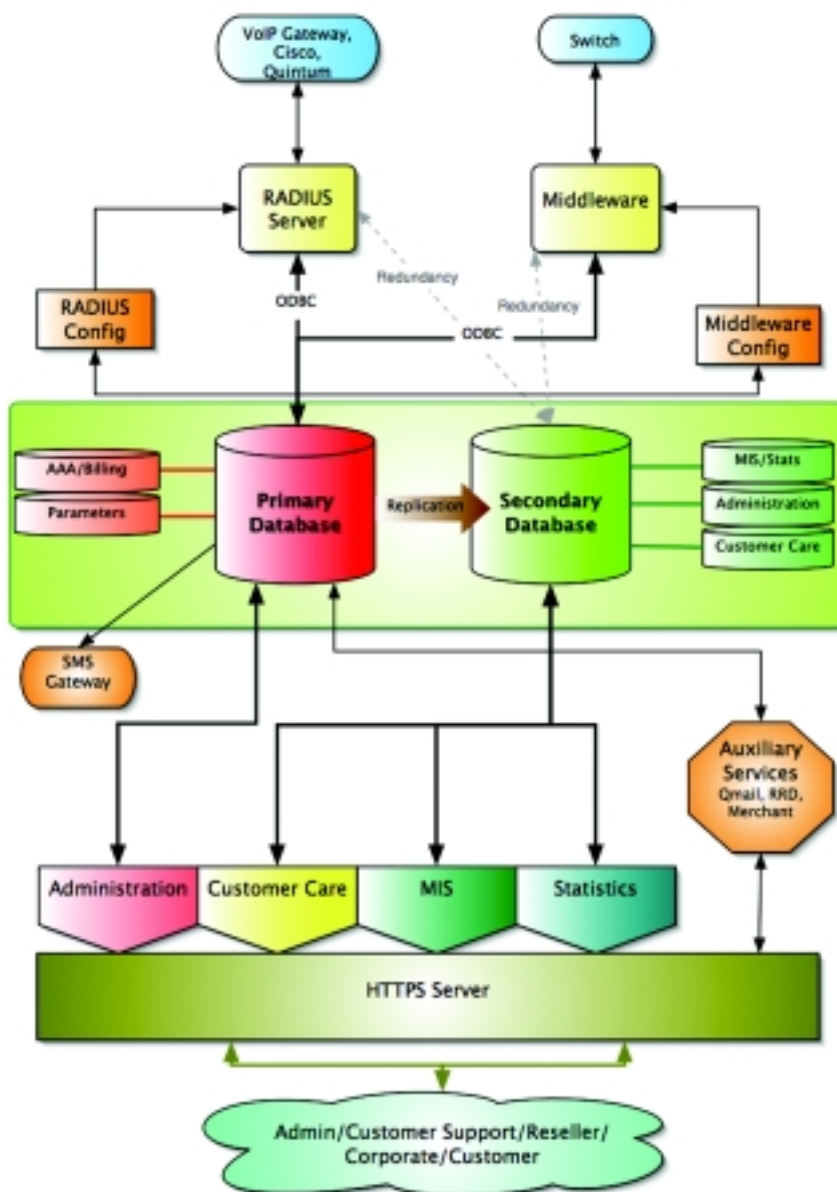 VoIP Gateway,
Cisco,
Quintum
Switch
RADIUS
Server
Middleware
Redundancy
Redundancy
ODBC
ODBC
RADIUS
Config
Middleware
Config
AAA/Billing
Parameters
Primary
Database
Replication
Secondary
Database
MIS/Stats
Administration
Customer Care
SMS
Gateway
Auxiliary
Services
Qmail, RRD,
Merchant
Administration
Customer Care
MIS
Statistics
HTTPS Server
Admin/Customer Support/Reseller/
Corporate/Customer